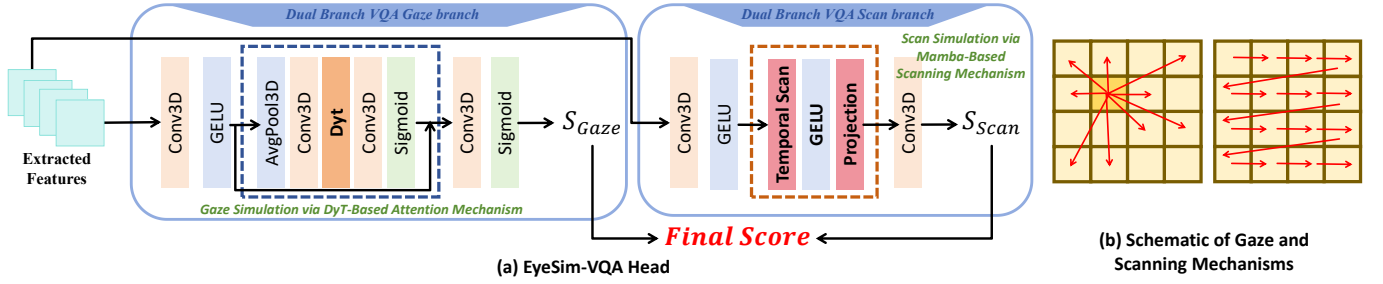 Dual Branch VQA Gaze branch
Dual Branch VQA Scan branch
Extracted
Features
Conv3D
GELU
AvgPool3D
Conv3D
Dyt
Conv3D
Sigmoid
Conv3D
Sigmoid
S_Gaze
Gaze Simulation via DyT-Based Attention Mechanism
Conv3D
GELU
Temporal Scan
GELU
Projection
Conv3D
S_Scan
Scan Simulation via
Mamba-Based
Scanning Mechanism
Final Score
(a) EyeSim-VQA Head
(b) Schematic of Gaze and
Scanning Mechanisms